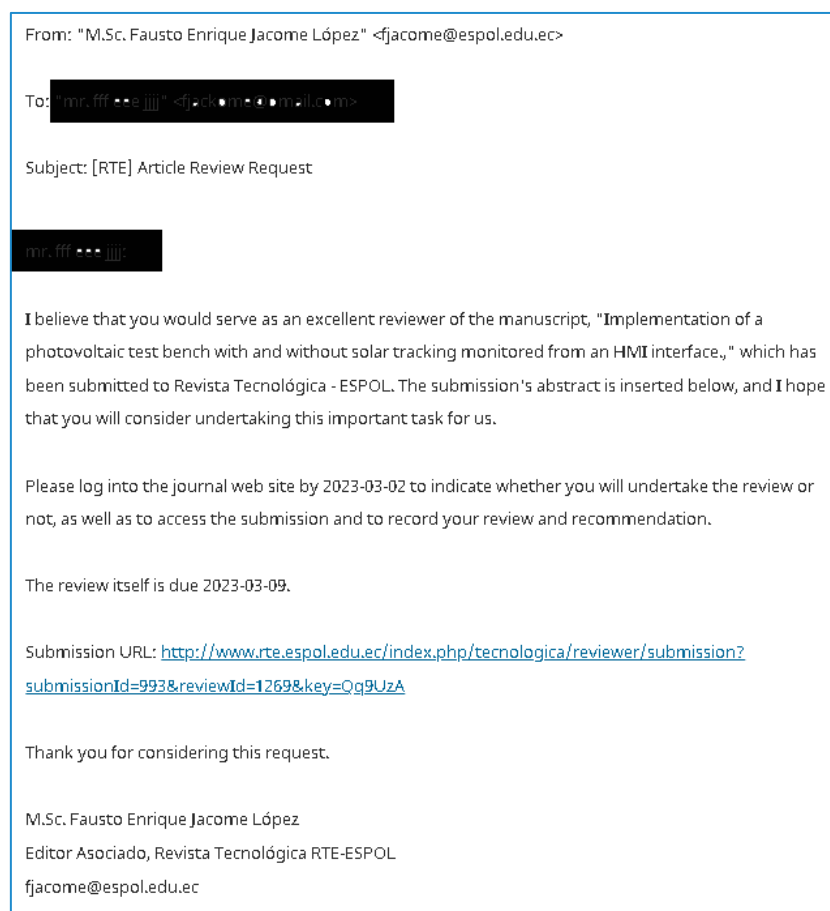 From: "M.Sc. Fausto Enrique Jacome López" <fjacome@espol.edu.ec>
To:
Subject: [RTE] Article Review Request
I believe that you would serve as an excellent reviewer of the manuscript, "Implementation of a
photovoltaic test bench with and without solar tracking monitored from an HMI interface.," which has
been submitted to Revista Tecnológica - ESPOL. The submission's abstract is inserted below, and I hope
that you will consider undertaking this important task for us.
Please log into the journal web site by 2023-03-02 to indicate whether you will undertake the review or
not, as well as to access the submission and to record your review and recommendation.
The review itself is due 2023-03-09.
Submission URL: http://www.rte.espol.edu.ec/index.php/tecnologica/reviewer/submission?
submissionId=993&reviewId=1269&key=Qq9UzA
Thank you for considering this request.
M.Sc. Fausto Enrique Jacome López
Editor Asociado, Revista Tecnológica RTE-ESPOL
fjacome@espol.edu.ec